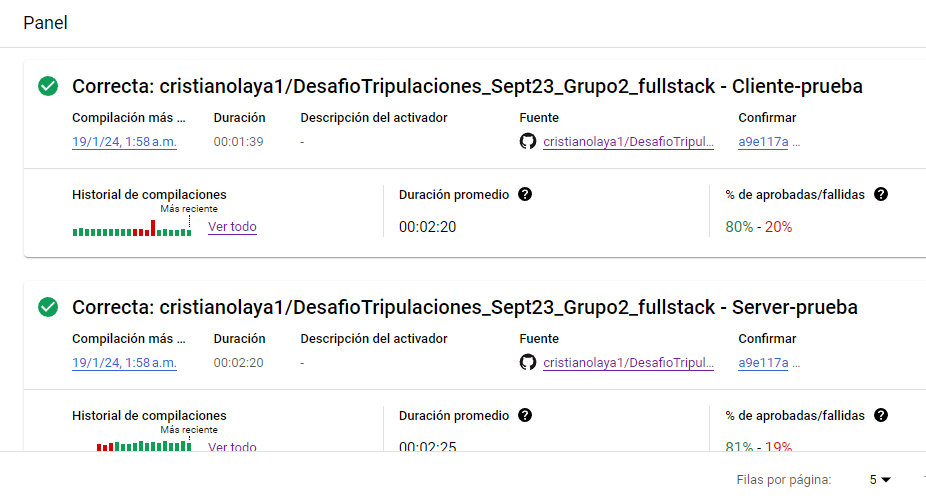 Panel
Correcta: cristianolaya1/DesafioTripulaciones_Sept23_Grupo2_fullstack - Cliente-prueba
Compilación más ... Duración Descripción del activador Fuente Confirmar
19/1/24, 1:58 a.m. 00:01:39 - cristianolaya1/DesafioTripul... a9e117a ...
Historial de compilaciones Duración promedio ? % de aprobadas/fallidas ?
Más reciente
Ver todo 00:02:20 80% - 20%
Correcta: cristianolaya1/DesafioTripulaciones_Sept23_Grupo2_fullstack - Server-prueba
Compilación más ... Duración Descripción del activador Fuente Confirmar
19/1/24, 1:58 a.m. 00:02:20 - cristianolaya1/DesafioTripul... a9e117a ...
Historial de compilaciones Duración promedio ? % de aprobadas/fallidas ?
Más reciente
Ver todo 00:02:25 81% - 19%
Filas por página: 5